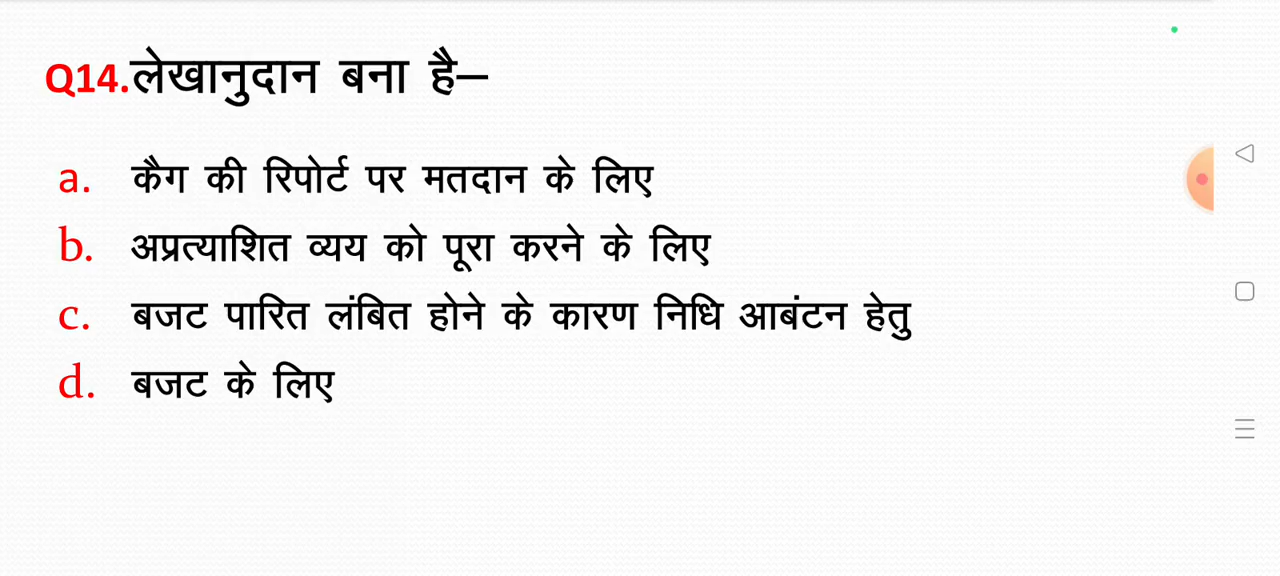 Q14.लेखानुदान बना है–
a. कैग की रिपोर्ट पर मतदान के लिए
b. अप्रत्याशित व्यय को पूरा करने के लिए
c. बजट पारित लंबित होने के कारण निधि आबंटन हेतु
d. बजट के लिए